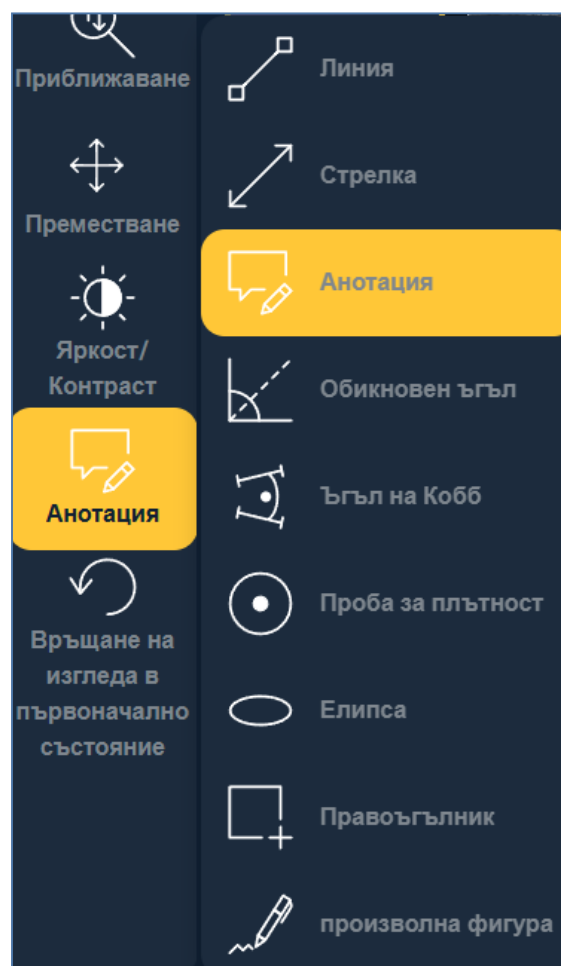 Приближаване
Преместване
Яркост/
Контраст
Анотация
Връщане на
изгледа в
първоначално
състояние
Линия
Стрелка
Анотация
Обикновен ъгъл
Ъгъл на Кобб
Проба за плътност
Елипса
Правоъгълник
произволна фигура